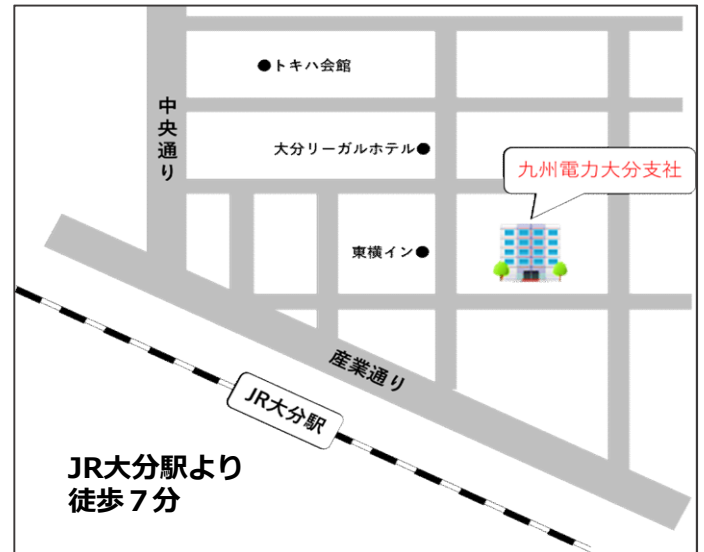 ●トキハ会館
中央通り
大分リーガルホテル●
九州電力大分支社
東横イン●
産業通り
JR大分駅
JR大分駅より
徒歩７分